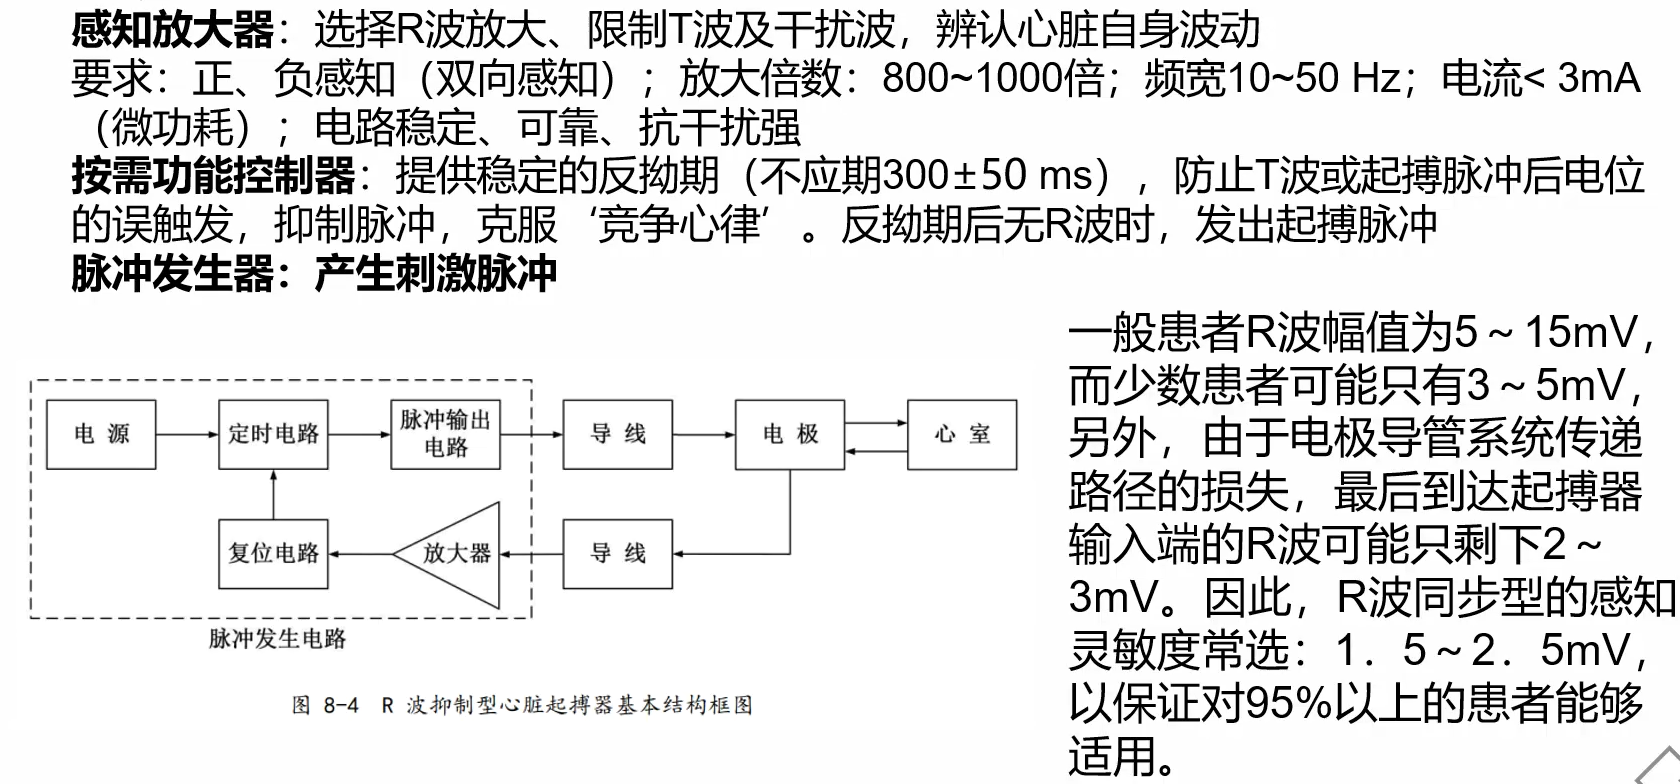 感知放大器：选择R波放大、限制T波及干扰波，辨认心脏自身波动
要求：正、负感知（双向感知）；放大倍数：800~1000倍；频宽10~50 Hz；电流< 3mA
（微功耗）；电路稳定、可靠、抗干扰强
按需功能控制器：提供稳定的反拗期（不应期300±50 ms），防止T波或起搏脉冲后电位
的误触发，抑制脉冲，克服‘竞争心律’。反拗期后无R波时，发出起搏脉冲
脉冲发生器：产生刺激脉冲
一般患者R波幅值为5～15mV，
而少数患者可能只有3～5mV，
另外，由于电极导管系统传递
路径的损失，最后到达起搏器
输入端的R波可能只剩下2～
3mV。因此，R波同步型的感知
灵敏度常选：1．5～2．5mV，
以保证对95%以上的患者能够
适用。
电 源
定时电路
脉冲输出
电路
导 线
电 极
心 室
复位电路
放大器
导 线
脉冲发生电路
图 8-4 R 波抑制型心脏起搏器基本结构框图